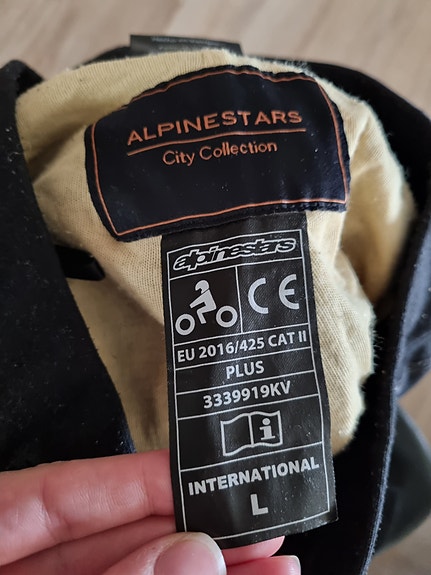 ALPINESTARS
City Collection
alpinestars
CE
EU 2016/425 CAT II
PLUS
3339919KV
i
INTERNATIONAL
L